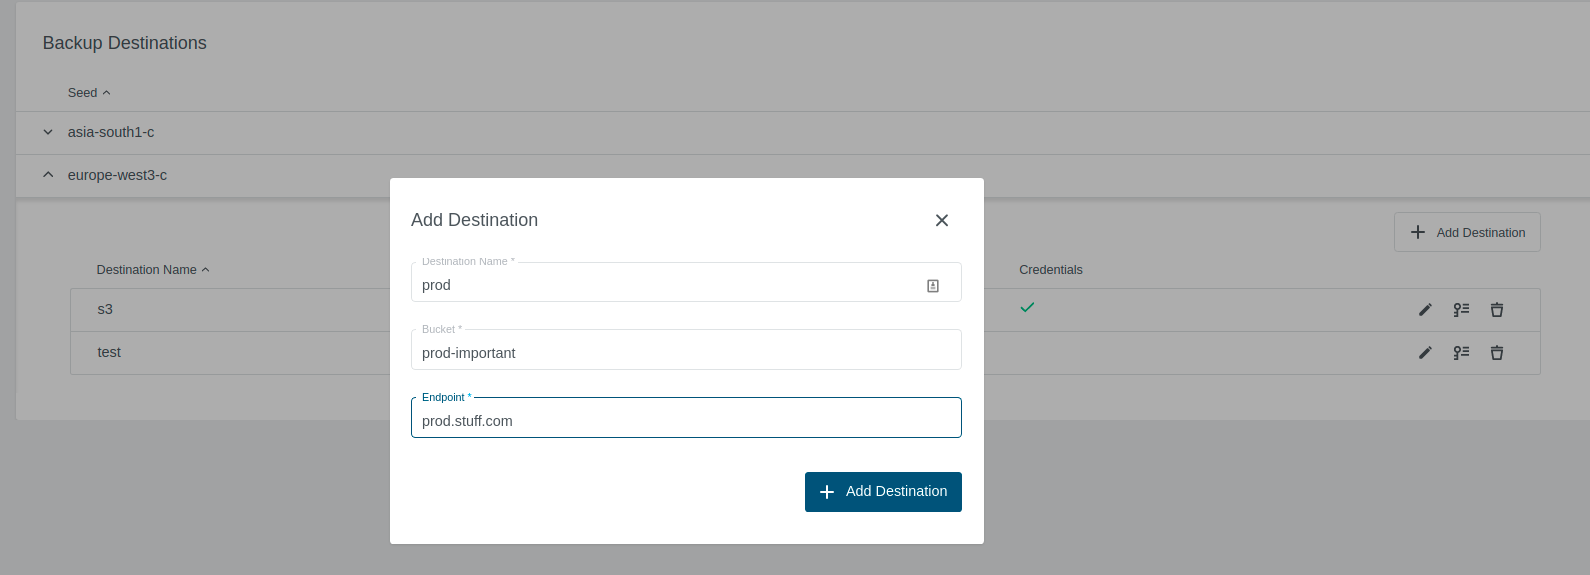 Backup Destinations
Seed
asia-south1-c
europe-west3-c
Add Destination
Destination Name
Credentials
s3
test
Add Destination
Destination Name *
prod
Bucket *
prod-important
Endpoint *
prod.stuff.com
Add Destination